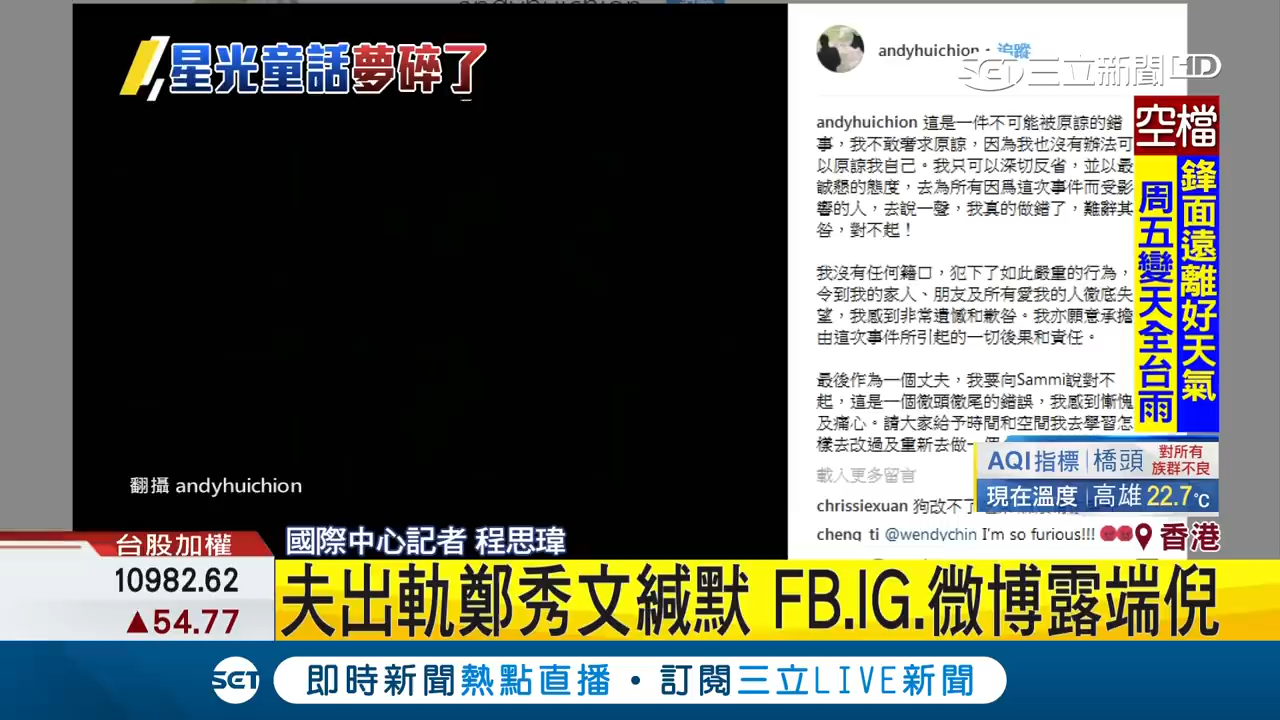 星光童話夢碎了
andyhuichion · 追蹤
SET 三立新聞 HD
andyhuichion 這是一件不可能被原諒的錯
事，我不敢奢求原諒，因為我也沒有辦法可
以原諒我自己。我只可以深切反省，並以最
誠懇的態度，去為所有因爲這次事件而受影
響的人，去說一聲，我真的做錯了，難辭其
咎，對不起！
我沒有任何籍口，犯下了如此嚴重的行為，
令到我的家人、朋友及所有愛我的人徹底失
望，我感到非常遺憾和歉咎。我亦願意承擔
由這次事件所引起的一切後果和責任。
最後作為一個丈夫，我要向Sammi說對不
起，這是一個徹頭徹尾的錯誤，我感到慚愧
及痛心。請大家給予時間和空間我去學習怎
樣去改過及重新去做一個
載入更多留言
chrissiexuan 狗改不了
cheng_ti @wendychin I'm so furious!!!
翻攝 andyhuichion
空檔
鋒面遠離好天氣
周五變天全台雨
AQI指標 橋頭 對所有族群不良
現在溫度 高雄 22.7℃
香港
國際中心記者 程思瑋
台股加權
10982.62
▲54.77
夫出軌鄭秀文緘默 FB.IG.微博露端倪
SET 即時新聞熱點直播・訂閱三立LIVE新聞